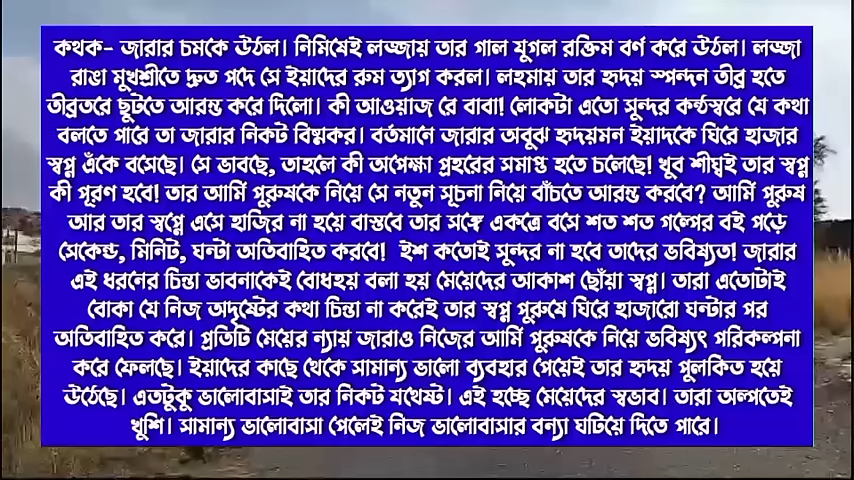 কথক- জারার চমকে উঠল। নিমিষেই লজ্জায় তার গাল যুগল রক্তিম বর্ণ করে উঠল। লজ্জা
রাঙা মুখশ্রীতে দ্রুত পদে সে ইয়াদের রুম ত্যাগ করল। লহমায় তার হৃদয় স্পন্দন তীব্র হতে
তীব্রতরে ছুটতে আরম্ভ করে দিলো। কী আওয়াজ রে বাবা! লোকটা এতো সুন্দর কন্ঠস্বরে যে কথা
বলতে পারে তা জারার নিকট বিষ্মকর। বর্তমানে জারার অবুঝ হৃদয়মন ইয়াদকে ঘিরে হাজার
স্বপ্ন এঁকে বসেছে। সে ভাবছে, তাহলে কী অপেক্ষা প্রহরের সমাপ্ত হতে চলেছে! খুব শীঘ্রই তার স্বপ্ন
কী পূরণ হবে! তার আর্মি পুরুষকে নিয়ে সে নতুন সূচনা নিয়ে বাঁচতে আরম্ভ করবে? আর্মি পুরুষ
আর তার স্বপ্নে এসে হাজির না হয়ে বাস্তবে তার সঙ্গে একত্রে বসে শত শত গল্পের বই পড়ে
সেকেন্ড, মিনিট, ঘন্টা অতিবাহিত করবে! ইশ কতোই সুন্দর না হবে তাদের ভবিষ্যত! জারার
এই ধরনের চিন্তা ভাবনাকেই বোধহয় বলা হয় মেয়েদের আকাশ ছোঁয়া স্বপ্ন। তারা এতোটাই
বোকা যে নিজ অদৃষ্টের কথা চিন্তা না করেই তার স্বপ্ন পুরুষে ঘিরে হাজারো ঘন্টার পর
অতিবাহিত করে। প্রতিটি মেয়ের ন্যায় জারাও নিজের আর্মি পুরুষকে নিয়ে ভবিষ্যৎ পরিকল্পনা
করে ফেলছে। ইয়াদের কাছে থেকে সামান্য ভালো ব্যবহার পেয়েই তার হৃদয় পুলকিত হয়ে
উঠেছে। এতটুকু ভালোবাসাই তার নিকট যথেষ্ট। এই হচ্ছে মেয়েদের স্বভাব। তারা অল্পতেই
খুশি। সামান্য ভালোবাসা পেলেই নিজ ভালোবাসার বন্যা ঘটিয়ে দিতে পারে।